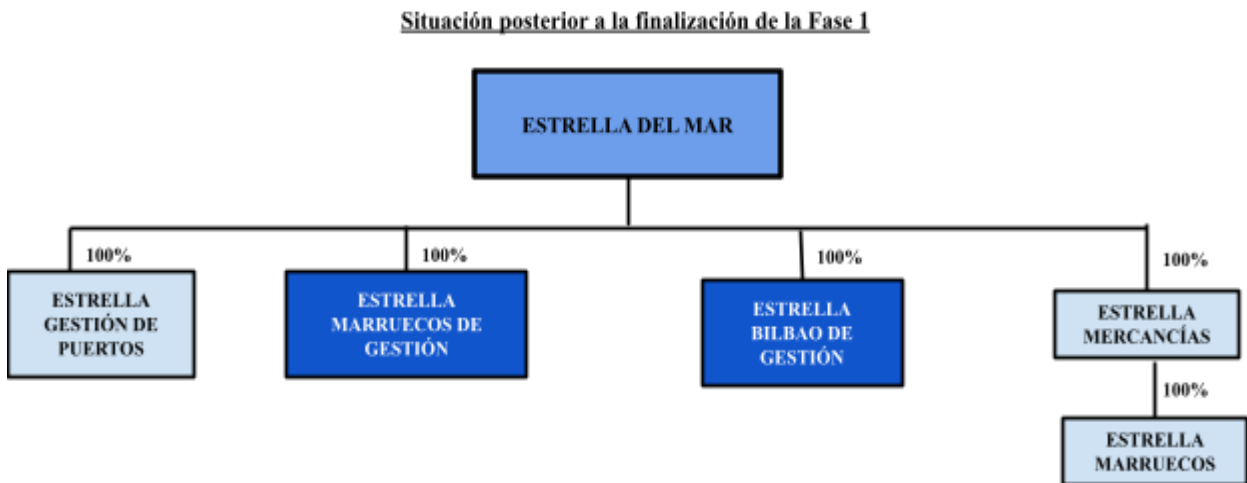 Situación posterior a la finalización de la Fase 1
ESTRELLA DEL MAR
100%
100%
100%
100%
ESTRELLA
GESTIÓN DE
PUERTOS
ESTRELLA
MARRUECOS DE
GESTIÓN
ESTRELLA
BILBAO DE
GESTIÓN
ESTRELLA
MERCANCÍAS
100%
ESTRELLA
MARRUECOS